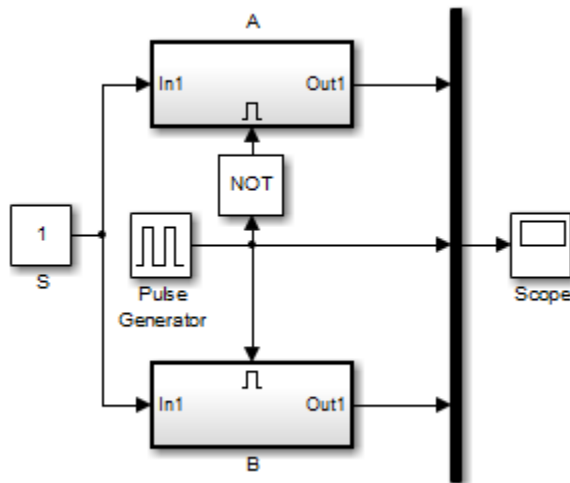 A
In1
Out1
NOT
1
S
Pulse
Generator
Scope
In1
Out1
B